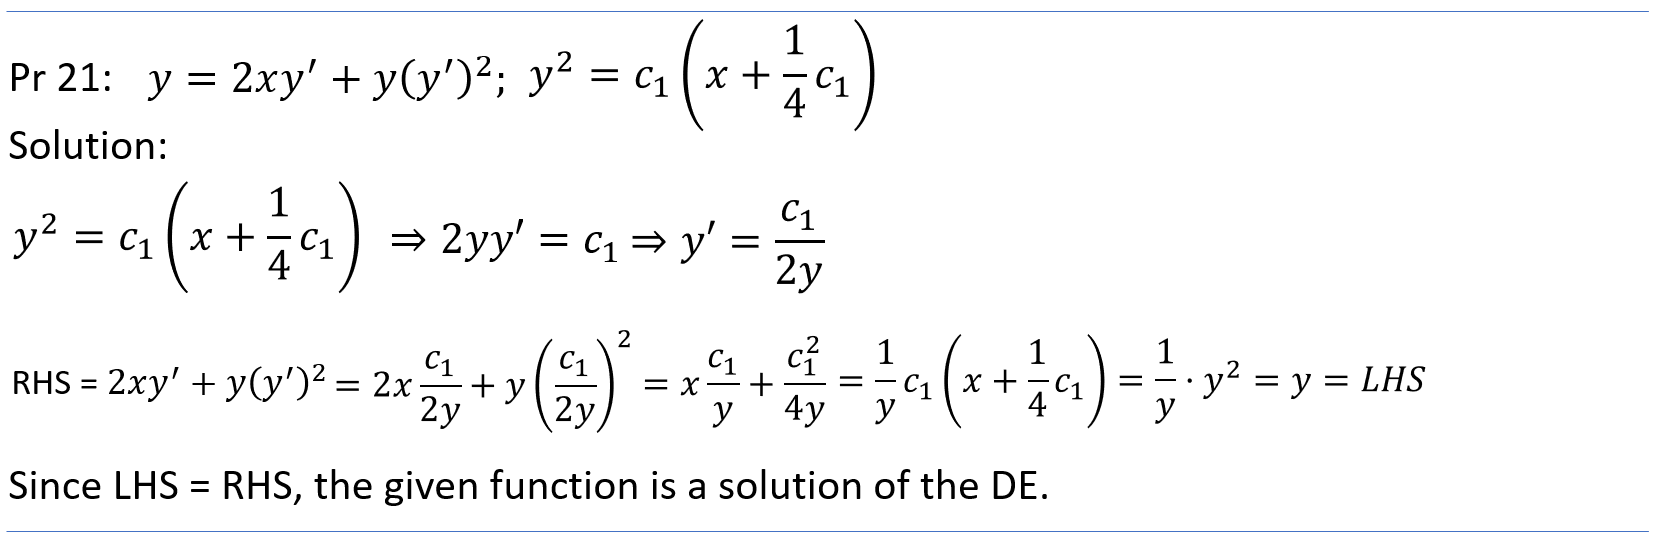 Pr 21: y = 2xy′ + y(y′)²; y² = c₁(x + 1/4 c₁)
Solution:
y² = c₁(x + 1/4 c₁) ⇒ 2yy′ = c₁ ⇒ y′ = c₁/2y
RHS = 2xy′ + y(y′)² = 2x c₁/2y + y(c₁/2y)² = x c₁/y + c₁²/4y = 1/y c₁(x + 1/4 c₁) = 1/y · y² = y = LHS
Since LHS = RHS, the given function is a solution of the DE.